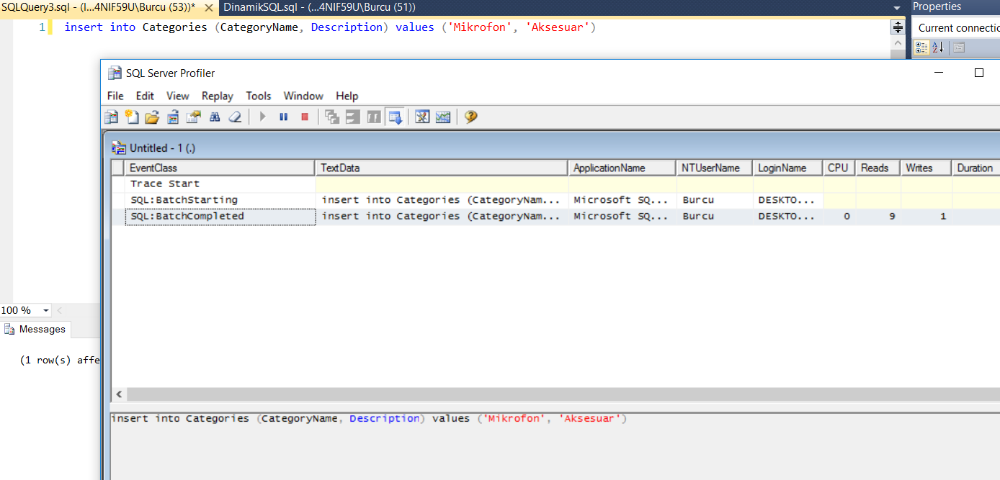 SQLQuery3.sql - (l...4NIF59U\Burcu (53))* DinamikSQL.sql - (...4NIF59U\Burcu (51)) Properties
1 insert into Categories (CategoryName, Description) values ('Mikrofon', 'Aksesuar') Current connectio
SQL Server Profiler
File Edit View Replay Tools Window Help
Untitled - 1 (.)
EventClass TextData ApplicationName NTUserName LoginName CPU Reads Writes Duration
Trace Start
SQL:BatchStarting insert into Categories (CategoryNam... Microsoft SQ... Burcu DESKTO...
SQL:BatchCompleted insert into Categories (CategoryNam... Microsoft SQ... Burcu DESKTO... 0 9 1
100 %
Messages
(1 row(s) affe
insert into Categories (CategoryName, Description) values ('Mikrofon', 'Aksesuar')